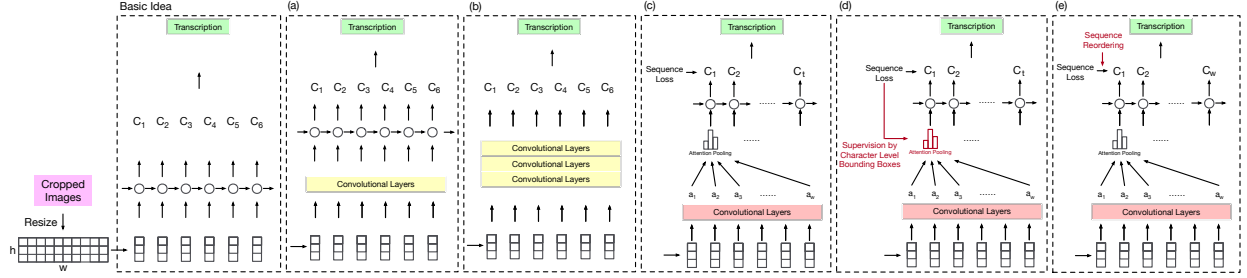 Basic Idea
Transcription
C1 C2 C3 C4 C5 C6
Cropped
Images
Resize
h
w
(a)
Transcription
C1 C2 C3 C4 C5 C6
Convolutional Layers
(b)
Transcription
C1 C2 C3 C4 C5 C6
Convolutional Layers
Convolutional Layers
Convolutional Layers
(c)
Transcription
Sequence
Loss
C1 C2 Ct
......
Attention Pooling
......
a1 a2 a3 ...... aw
Convolutional Layers
(d)
Transcription
Sequence
Loss
C1 C2 Ct
......
Supervision by
Character Level
Bounding Boxes
Attention Pooling
......
a1 a2 a3 ...... aw
Convolutional Layers
(e)
Transcription
Sequence
Reordering
Sequence
Loss
C1 C2 Cw
......
Attention Pooling
......
a1 a2 a3 ...... aw
Convolutional Layers